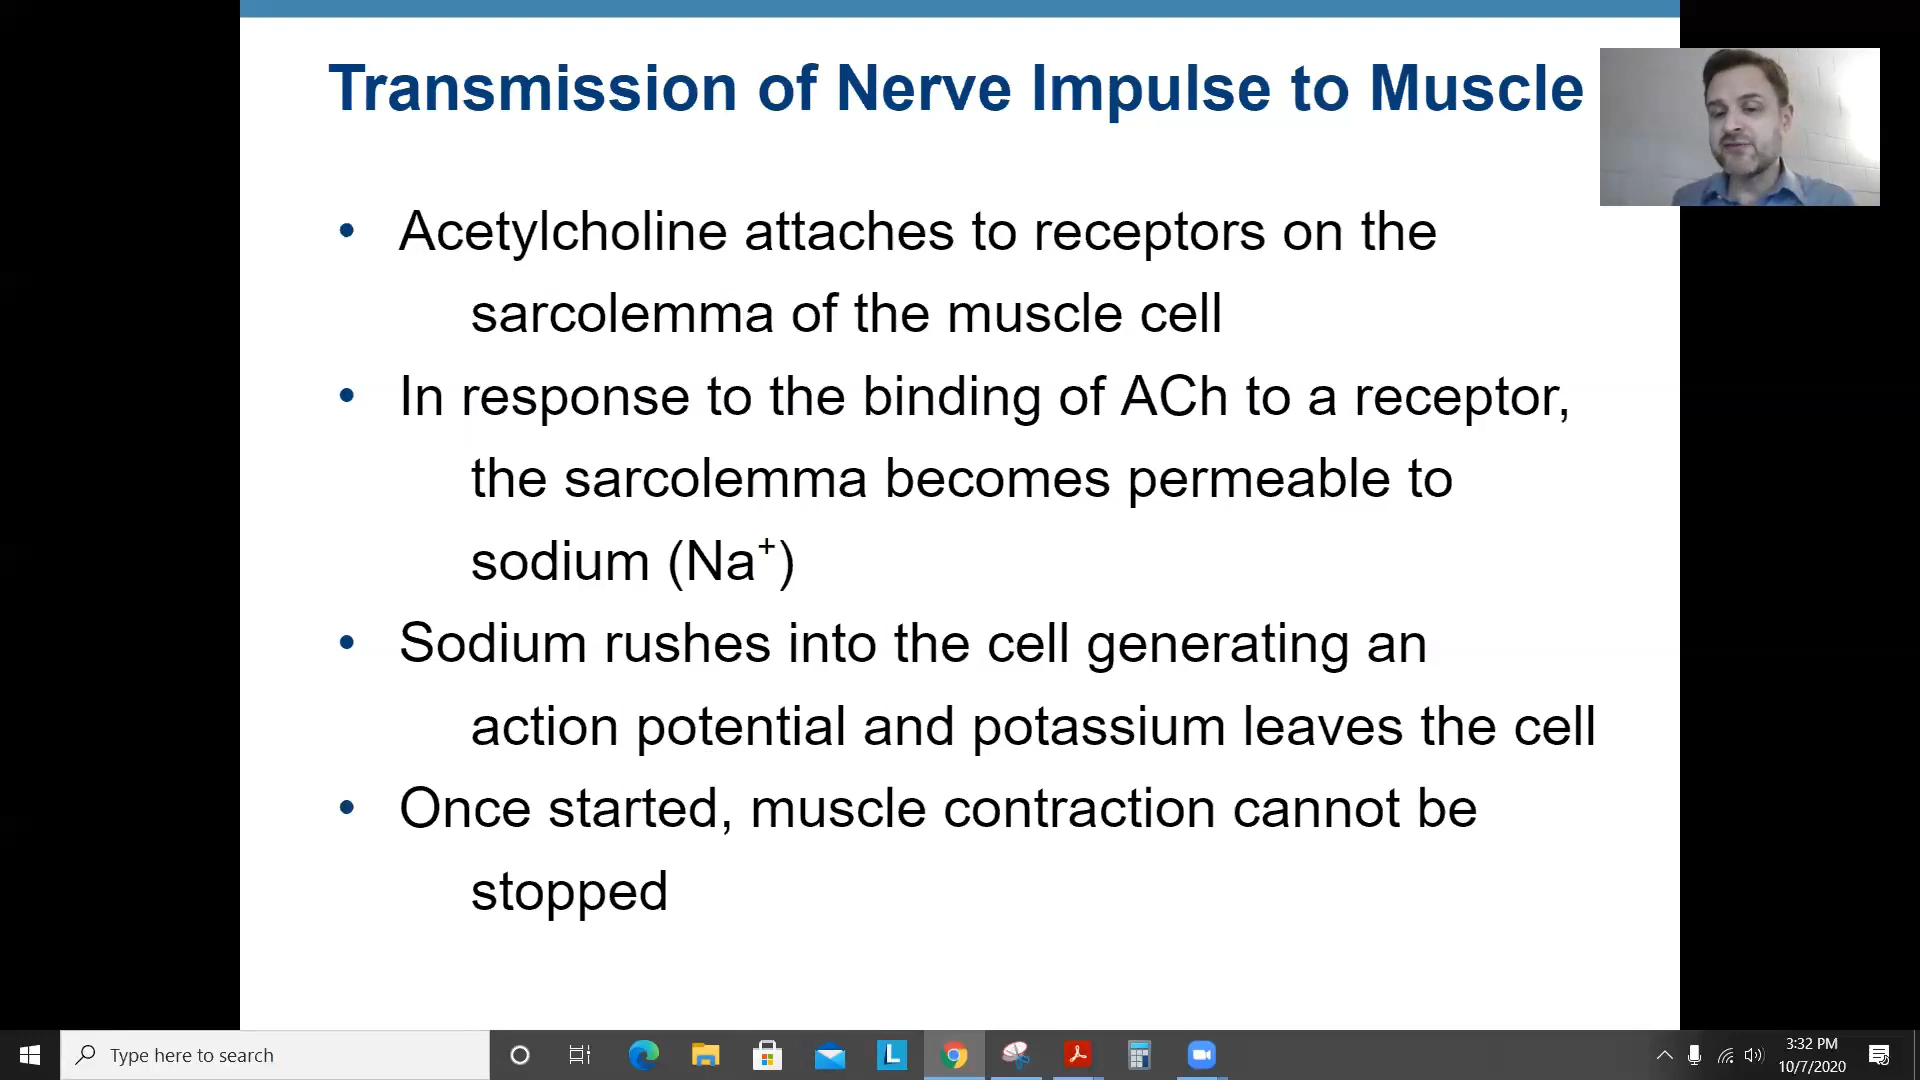 Transmission of Nerve Impulse to Muscle
• Acetylcholine attaches to receptors on the
sarcolemma of the muscle cell
• In response to the binding of ACh to a receptor,
the sarcolemma becomes permeable to
sodium (Na⁺)
• Sodium rushes into the cell generating an
action potential and potassium leaves the cell
• Once started, muscle contraction cannot be
stopped
Type here to search
L
3:32 PM
10/7/2020